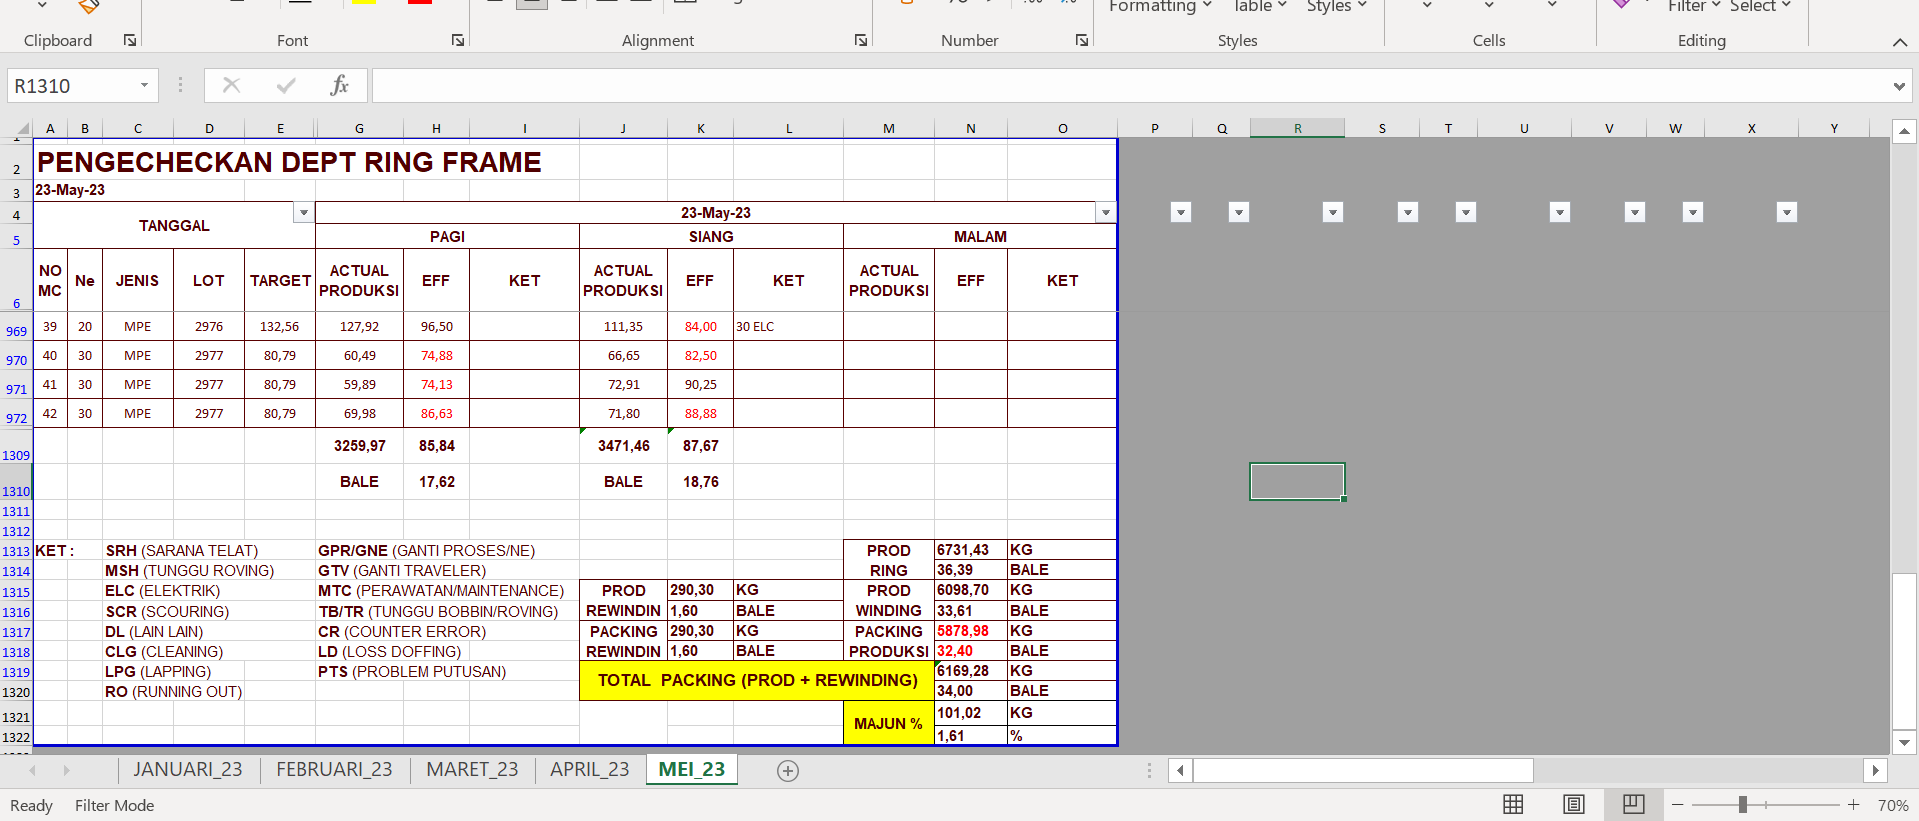 Formatting Table Styles Filter Select
Clipboard Font Alignment Number Styles Cells Editing
R1310 fx
A B C D E G H I J K L M N O P Q R S T U V W X Y
2 PENGECHECKAN DEPT RING FRAME
3 23-May-23
4 TANGGAL 23-May-23
5 PAGI SIANG MALAM
6 NO MC Ne JENIS LOT TARGET ACTUAL PRODUKSI EFF KET ACTUAL PRODUKSI EFF KET ACTUAL PRODUKSI EFF KET
969 39 20 MPE 2976 132,56 127,92 96,50 111,35 84,00 30 ELC
970 40 30 MPE 2977 80,79 60,49 74,88 66,65 82,50
971 41 30 MPE 2977 80,79 59,89 74,13 72,91 90,25
972 42 30 MPE 2977 80,79 69,98 86,63 71,80 88,88
1309 3259,97 85,84 3471,46 87,67
1310 BALE 17,62 BALE 18,76
1311
1312
1313 KET : SRH (SARANA TELAT) GPR/GNE (GANTI PROSES/NE) PROD 6731,43 KG
1314 MSH (TUNGGU ROVING) GTV (GANTI TRAVELER) RING 36,39 BALE
1315 ELC (ELEKTRIK) MTC (PERAWATAN/MAINTENANCE) PROD 290,30 KG PROD 6098,70 KG
1316 SCR (SCOURING) TB/TR (TUNGGU BOBBIN/ROVING) REWINDIN 1,60 BALE WINDING 33,61 BALE
1317 DL (LAIN LAIN) CR (COUNTER ERROR) PACKING 290,30 KG PACKING 5878,98 KG
1318 CLG (CLEANING) LD (LOSS DOFFING) REWINDIN 1,60 BALE PRODUKSI 32,40 BALE
1319 LPG (LAPPING) PTS (PROBLEM PUTUSAN) TOTAL PACKING (PROD + REWINDING) 6169,28 KG
1320 RO (RUNNING OUT) 34,00 BALE
1321 MAJUN % 101,02 KG
1322 1,61 %
JANUARI_23 FEBRUARI_23 MARET_23 APRIL_23 MEI_23
Ready Filter Mode 70%